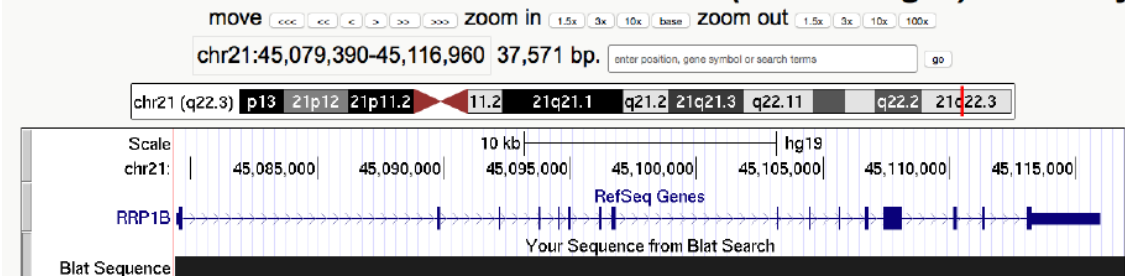 move <<< << < > >> >>> zoom in 1.5x 3x 10x base zoom out 1.5x 3x 10x 100x
chr21:45,079,390-45,116,960 37,571 bp. enter position, gene symbol or search terms go
chr21 (q22.3) p13 21p12 21p11.2 11.2 21q21.1 q21.2 21q21.3 q22.11 q22.2 21q22.3
Scale 10 kb hg19
chr21: 45,085,000 45,090,000 45,095,000 45,100,000 45,105,000 45,110,000 45,115,000
RefSeq Genes
RRP1B
Your Sequence from Blat Search
Blat Sequence